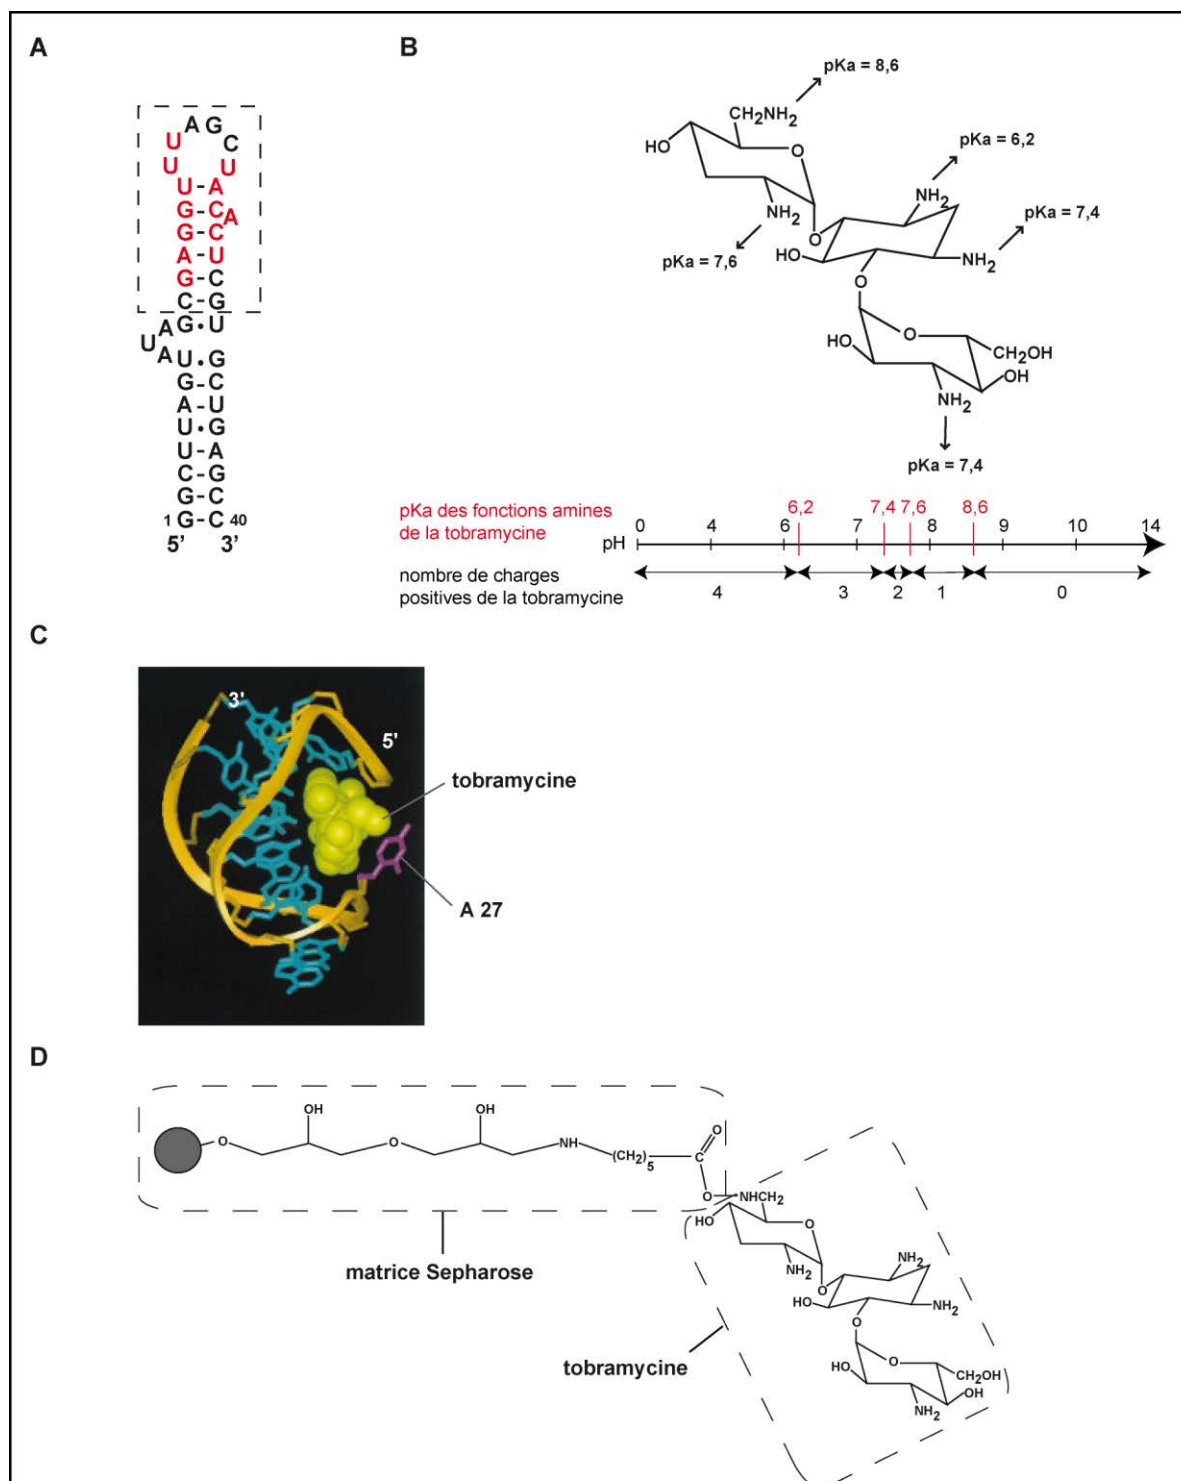 A
B
A G
U C
U U
U - A
G - C A
G - C
A - U
G - C
C - G
A G • U
U A
U • G
G - C
A - U
U • G
U - A
C - G
G - C
1 G - C 40
5' 3'
pKa = 8,6
CH2NH2
pKa = 6,2
HO
O
NH2
NH2
pKa = 7,4
O
HO
NH2
pKa = 7,6
O
O
HO
CH2OH
OH
NH2
pKa = 7,4
pKa des fonctions amines
de la tobramycine
6,2 7,4 7,6 8,6
pH
0 4 6 7 8 9 10 14
nombre de charges
positives de la tobramycine
4 3 2 1 0
C
3'
5'
tobramycine
A 27
D
OH OH
O O NH (CH2)5 C O
O NHCH2
HO
O
NH2
NH2
O
HO
NH2
O
O
HO
CH2OH
OH
NH2
matrice Sepharose
tobramycine